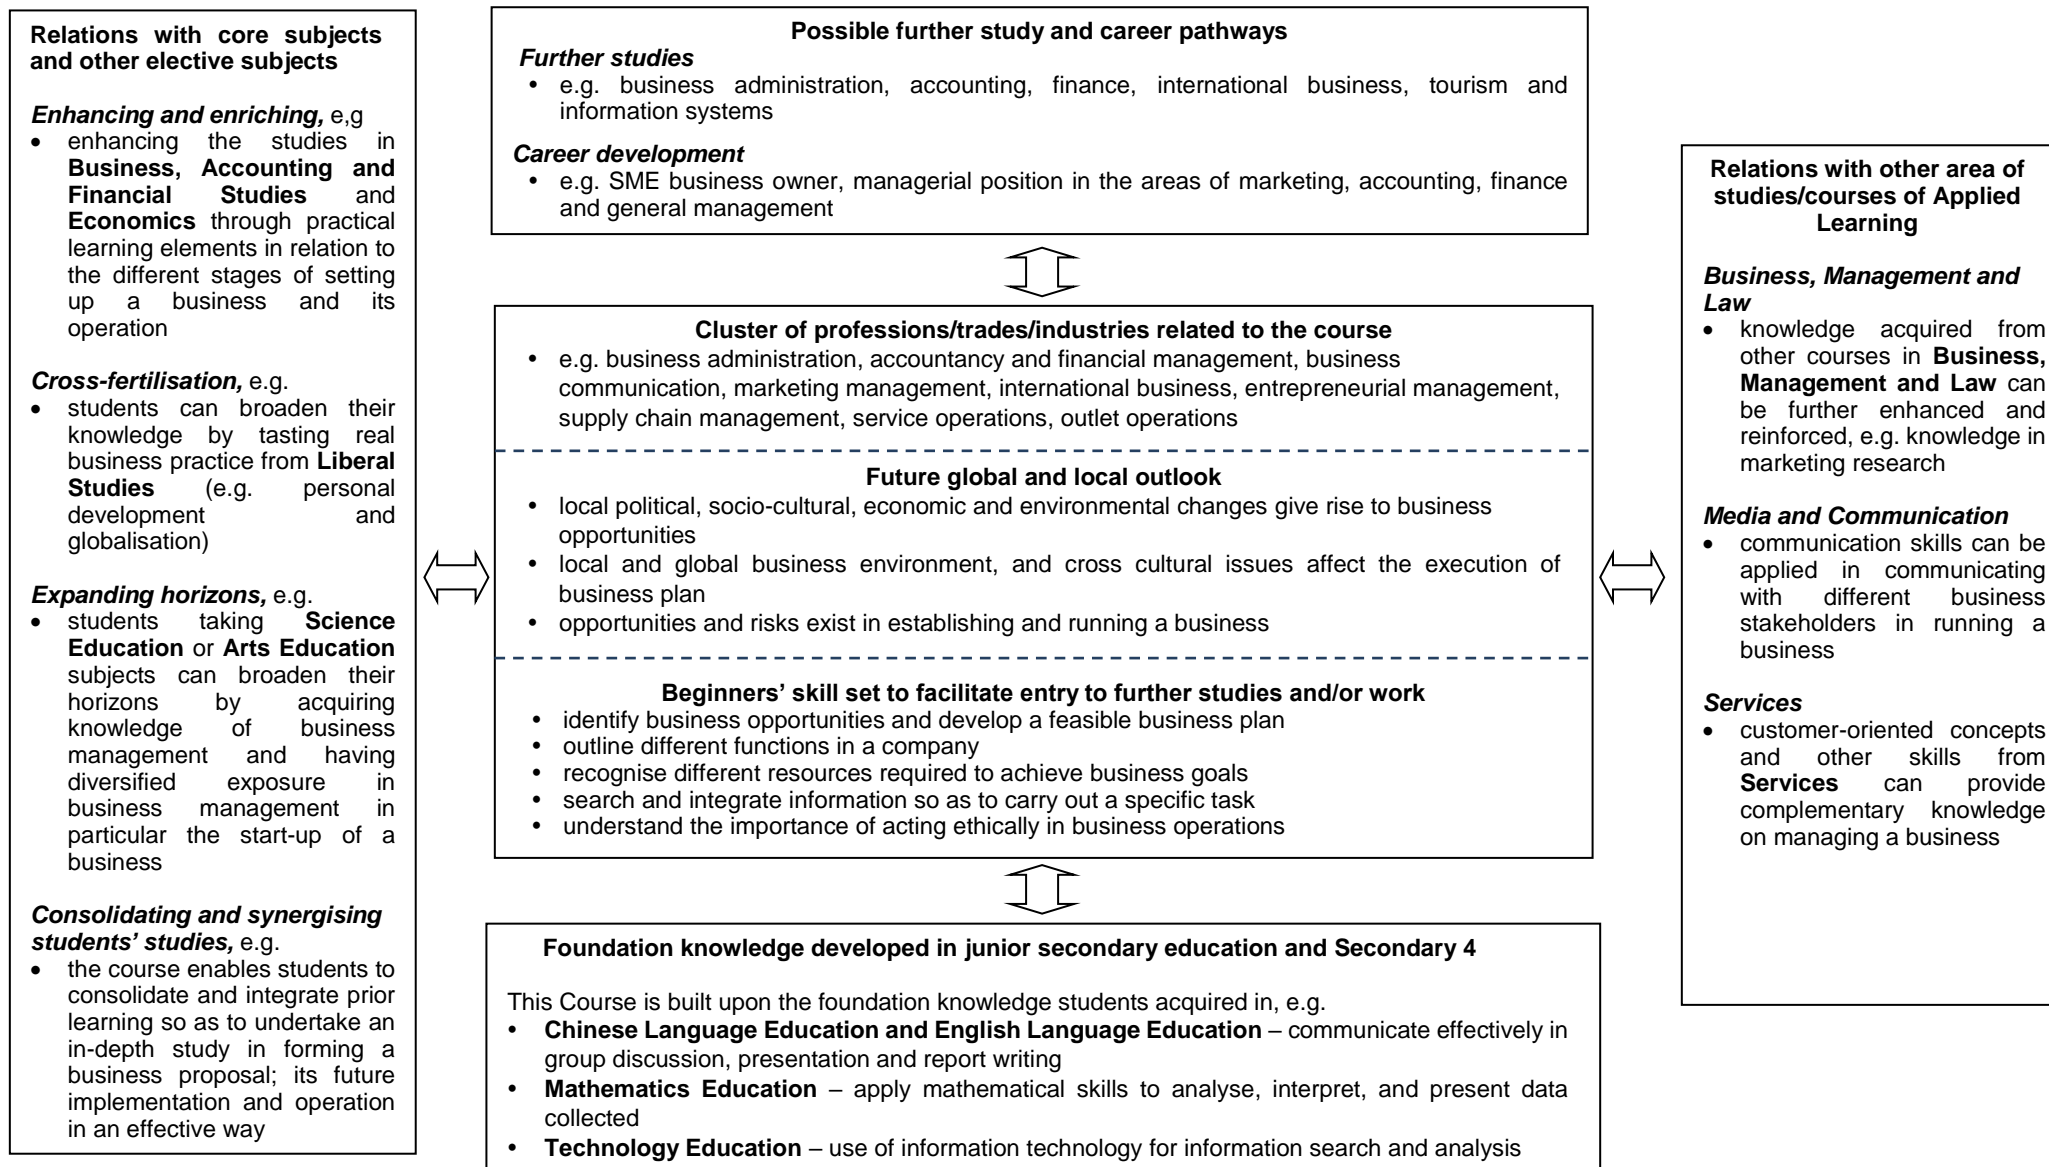 Relations with core subjects
and other elective subjects
Enhancing and enriching, e,g
• enhancing the studies in
Business, Accounting and
Financial Studies and
Economics through practical
learning elements in relation to
the different stages of setting
up a business and its
operation
Cross-fertilisation, e.g.
• students can broaden their
knowledge by tasting real
business practice from Liberal
Studies (e.g. personal
development and
globalisation)
Expanding horizons, e.g.
• students taking Science
Education or Arts Education
subjects can broaden their
horizons by acquiring
knowledge of business
management and having
diversified exposure in
business management in
particular the start-up of a
business
Consolidating and synergising
students’ studies, e.g.
• the course enables students to
consolidate and integrate prior
learning so as to undertake an
in-depth study in forming a
business proposal; its future
implementation and operation
in an effective way
Possible further study and career pathways
Further studies
• e.g. business administration, accounting, finance, international business, tourism and
information systems
Career development
• e.g. SME business owner, managerial position in the areas of marketing, accounting, finance
and general management
Cluster of professions/trades/industries related to the course
• e.g. business administration, accountancy and financial management, business
communication, marketing management, international business, entrepreneurial management,
supply chain management, service operations, outlet operations
Future global and local outlook
• local political, socio-cultural, economic and environmental changes give rise to business
opportunities
• local and global business environment, and cross cultural issues affect the execution of
business plan
• opportunities and risks exist in establishing and running a business
Beginners’ skill set to facilitate entry to further studies and/or work
• identify business opportunities and develop a feasible business plan
• outline different functions in a company
• recognise different resources required to achieve business goals
• search and integrate information so as to carry out a specific task
• understand the importance of acting ethically in business operations
Foundation knowledge developed in junior secondary education and Secondary 4
This Course is built upon the foundation knowledge students acquired in, e.g.
• Chinese Language Education and English Language Education – communicate effectively in
group discussion, presentation and report writing
• Mathematics Education – apply mathematical skills to analyse, interpret, and present data
collected
• Technology Education – use of information technology for information search and analysis
Relations with other area of
studies/courses of Applied
Learning
Business, Management and
Law
• knowledge acquired from
other courses in Business,
Management and Law can
be further enhanced and
reinforced, e.g. knowledge in
marketing research
Media and Communication
• communication skills can be
applied in communicating
with different business
stakeholders in running a
business
Services
• customer-oriented concepts
and other skills from
Services can provide
complementary knowledge
on managing a business